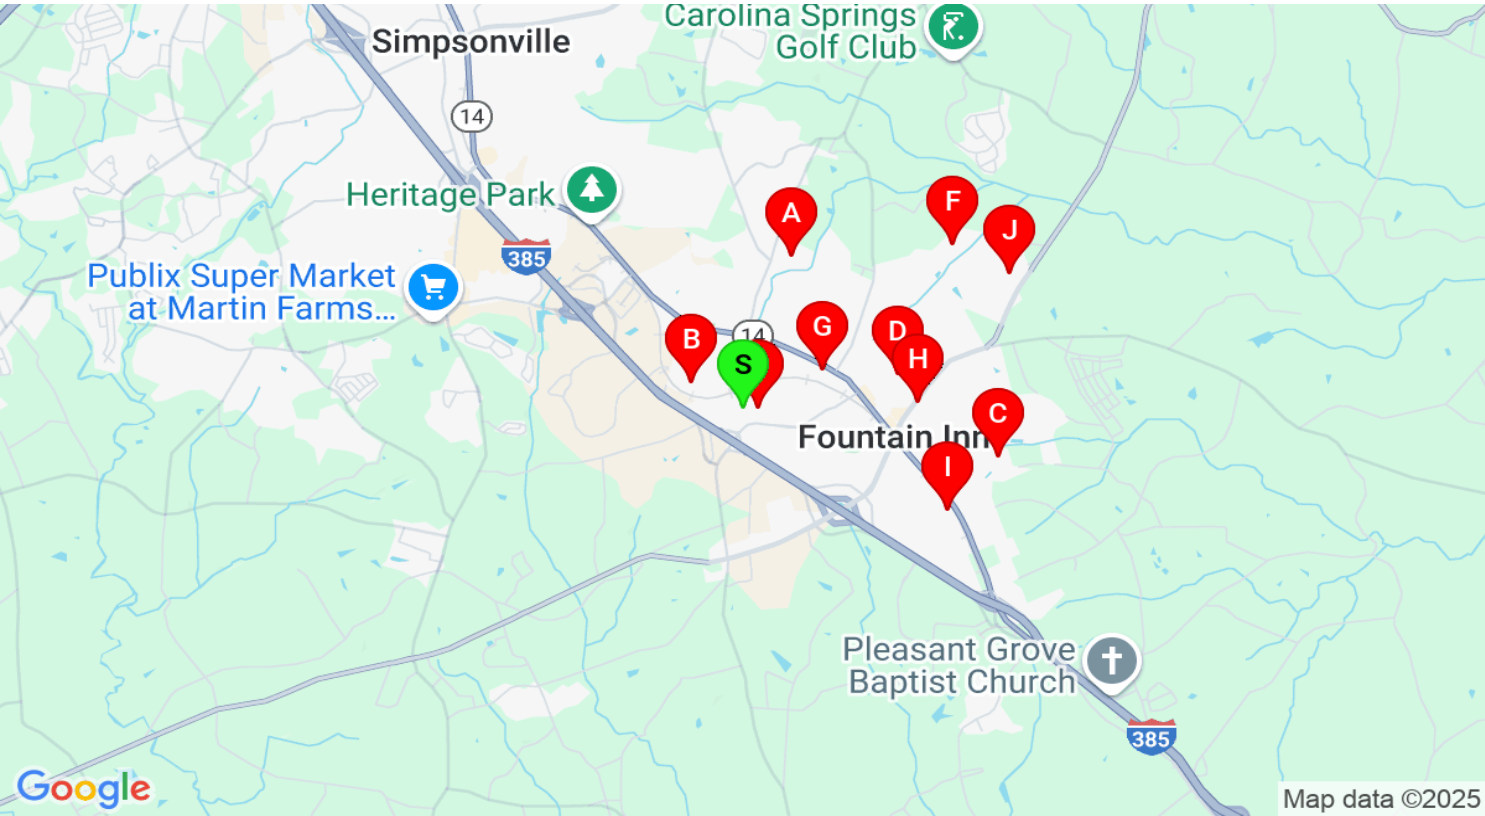 Carolina Springs
Golf Club
Simpsonville
14
Heritage Park
A
F
J
385
Publix Super Market
at Martin Farms...
B
14
G
D
S
H
C
Fountain Inn
I
Pleasant Grove
Baptist Church
385
Google
Map data ©2025